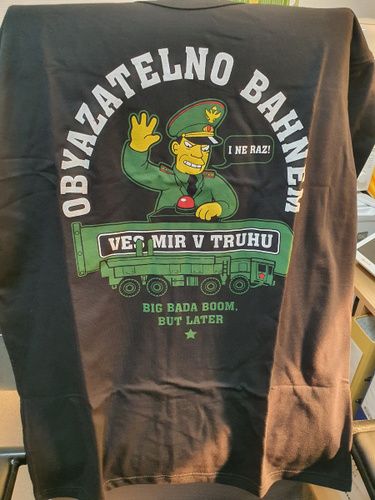 OBYAZATELNO BAHNEM
I NE RAZ!
VES MIR V TRUHU
BIG BADA BOOM.
BUT LATER